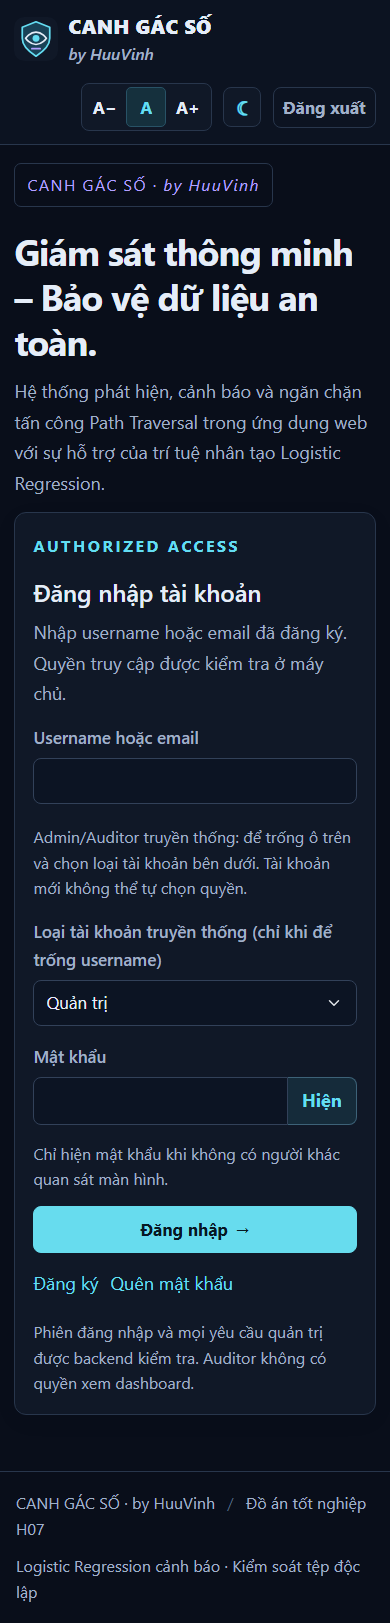 CANH GÁC SỐ
by HuuVinh
A− A A+ Đăng xuất
CANH GÁC SỐ · by HuuVinh
Giám sát thông minh
– Bảo vệ dữ liệu an
toàn.
Hệ thống phát hiện, cảnh báo và ngăn chặn
tấn công Path Traversal trong ứng dụng web
với sự hỗ trợ của trí tuệ nhân tạo Logistic
Regression.
AUTHORIZED ACCESS
Đăng nhập tài khoản
Nhập username hoặc email đã đăng ký.
Quyền truy cập được kiểm tra ở máy
chủ.
Username hoặc email
Admin/Auditor truyền thống: để trống ô trên
và chọn loại tài khoản bên dưới. Tài khoản
mới không thể tự chọn quyền.
Loại tài khoản truyền thống (chỉ khi để
trống username)
Quản trị
Mật khẩu
Hiện
Chỉ hiện mật khẩu khi không có người khác
quan sát màn hình.
Đăng nhập →
Đăng ký Quên mật khẩu
Phiên đăng nhập và mọi yêu cầu quản trị
được backend kiểm tra. Auditor không có
quyền xem dashboard.
CANH GÁC SỐ · by HuuVinh / Đồ án tốt nghiệp
H07
Logistic Regression cảnh báo · Kiểm soát tệp độc
lập